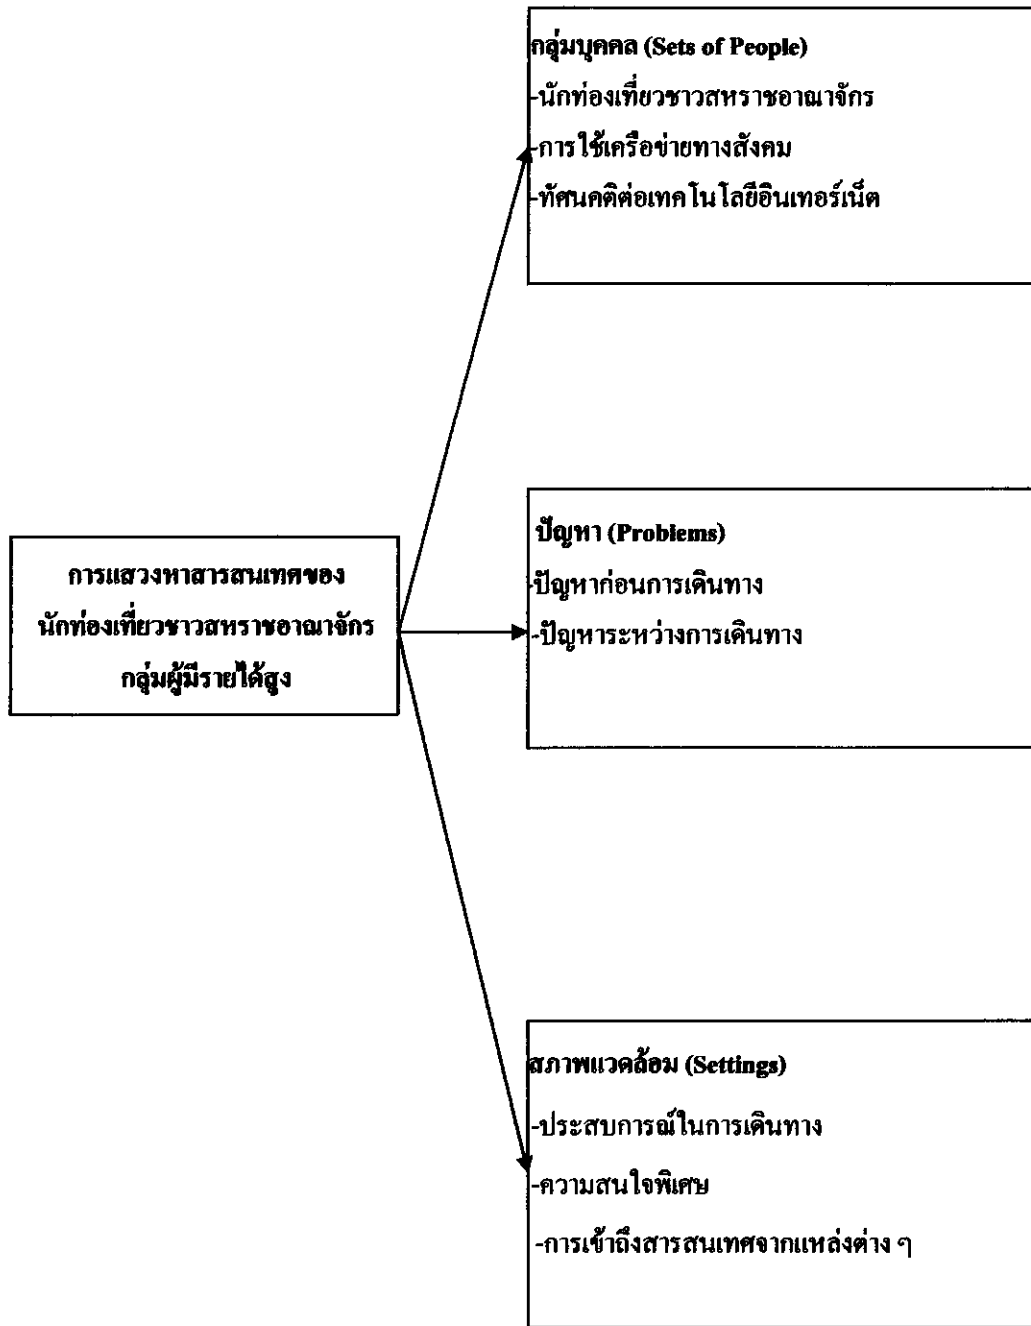 กลุ่มบุคคล (Sets of People)
-นักท่องเที่ยวชาวสหราชอาณาจักร
-การใช้เครือข่ายทางสังคม
-ทัศนคติต่อเทคโนโลยีอินเทอร์เน็ต
การแสวงหาสารสนเทศของ
นักท่องเที่ยวชาวสหราชอาณาจักร
กลุ่มผู้มีรายได้สูง
ปัญหา (Problems)
-ปัญหาก่อนการเดินทาง
-ปัญหาระหว่างการเดินทาง
สภาพแวดล้อม (Settings)
-ประสบการณ์ในการเดินทาง
-ความสนใจพิเศษ
-การเข้าถึงสารสนเทศจากแหล่งต่าง ๆ